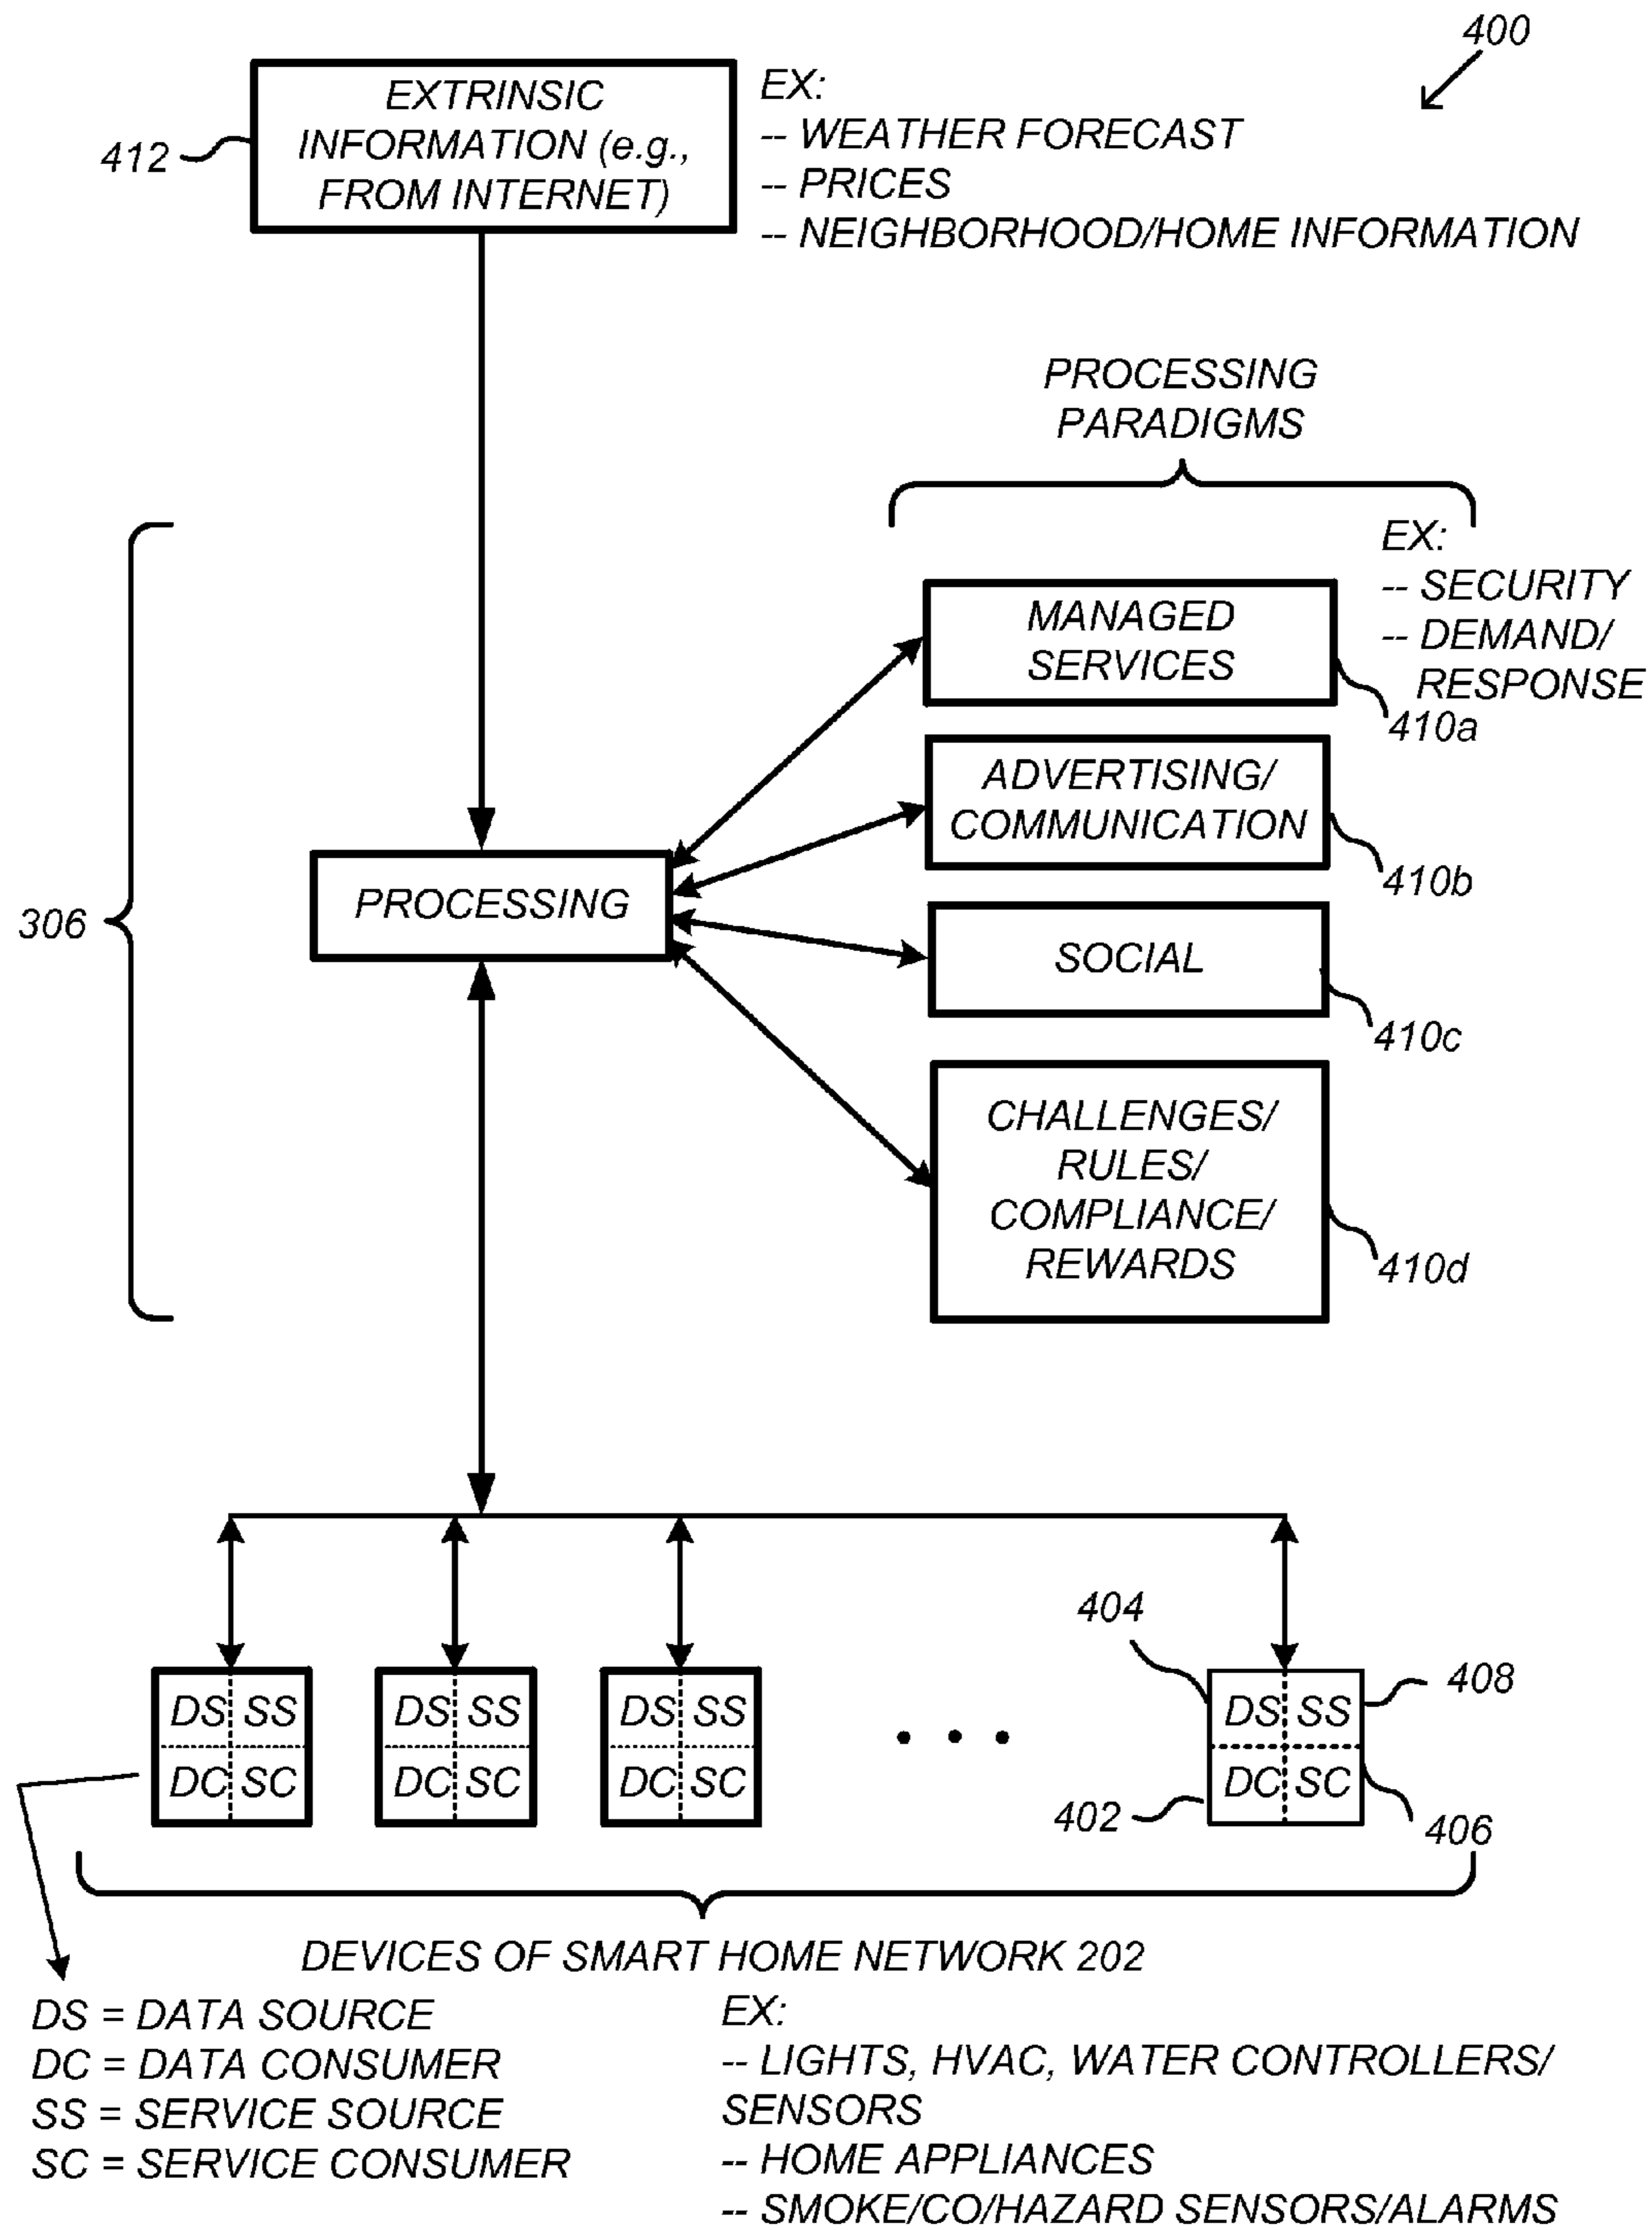 400
EXTRINSIC
INFORMATION (e.g.,
FROM INTERNET)
412
EX:
-- WEATHER FORECAST
-- PRICES
-- NEIGHBORHOOD/HOME INFORMATION
PROCESSING
PARADIGMS
EX:
-- SECURITY
-- DEMAND/
RESPONSE
MANAGED
SERVICES
410a
ADVERTISING/
COMMUNICATION
410b
306
PROCESSING
SOCIAL
410c
CHALLENGES/
RULES/
COMPLIANCE/
REWARDS
410d
404
408
DS SS
DC SC
DS SS
DC SC
DS SS
DC SC
. . .
DS SS
DC SC
402
406
DEVICES OF SMART HOME NETWORK 202
DS = DATA SOURCE
DC = DATA CONSUMER
SS = SERVICE SOURCE
SC = SERVICE CONSUMER
EX:
-- LIGHTS, HVAC, WATER CONTROLLERS/
SENSORS
-- HOME APPLIANCES
-- SMOKE/CO/HAZARD SENSORS/ALARMS